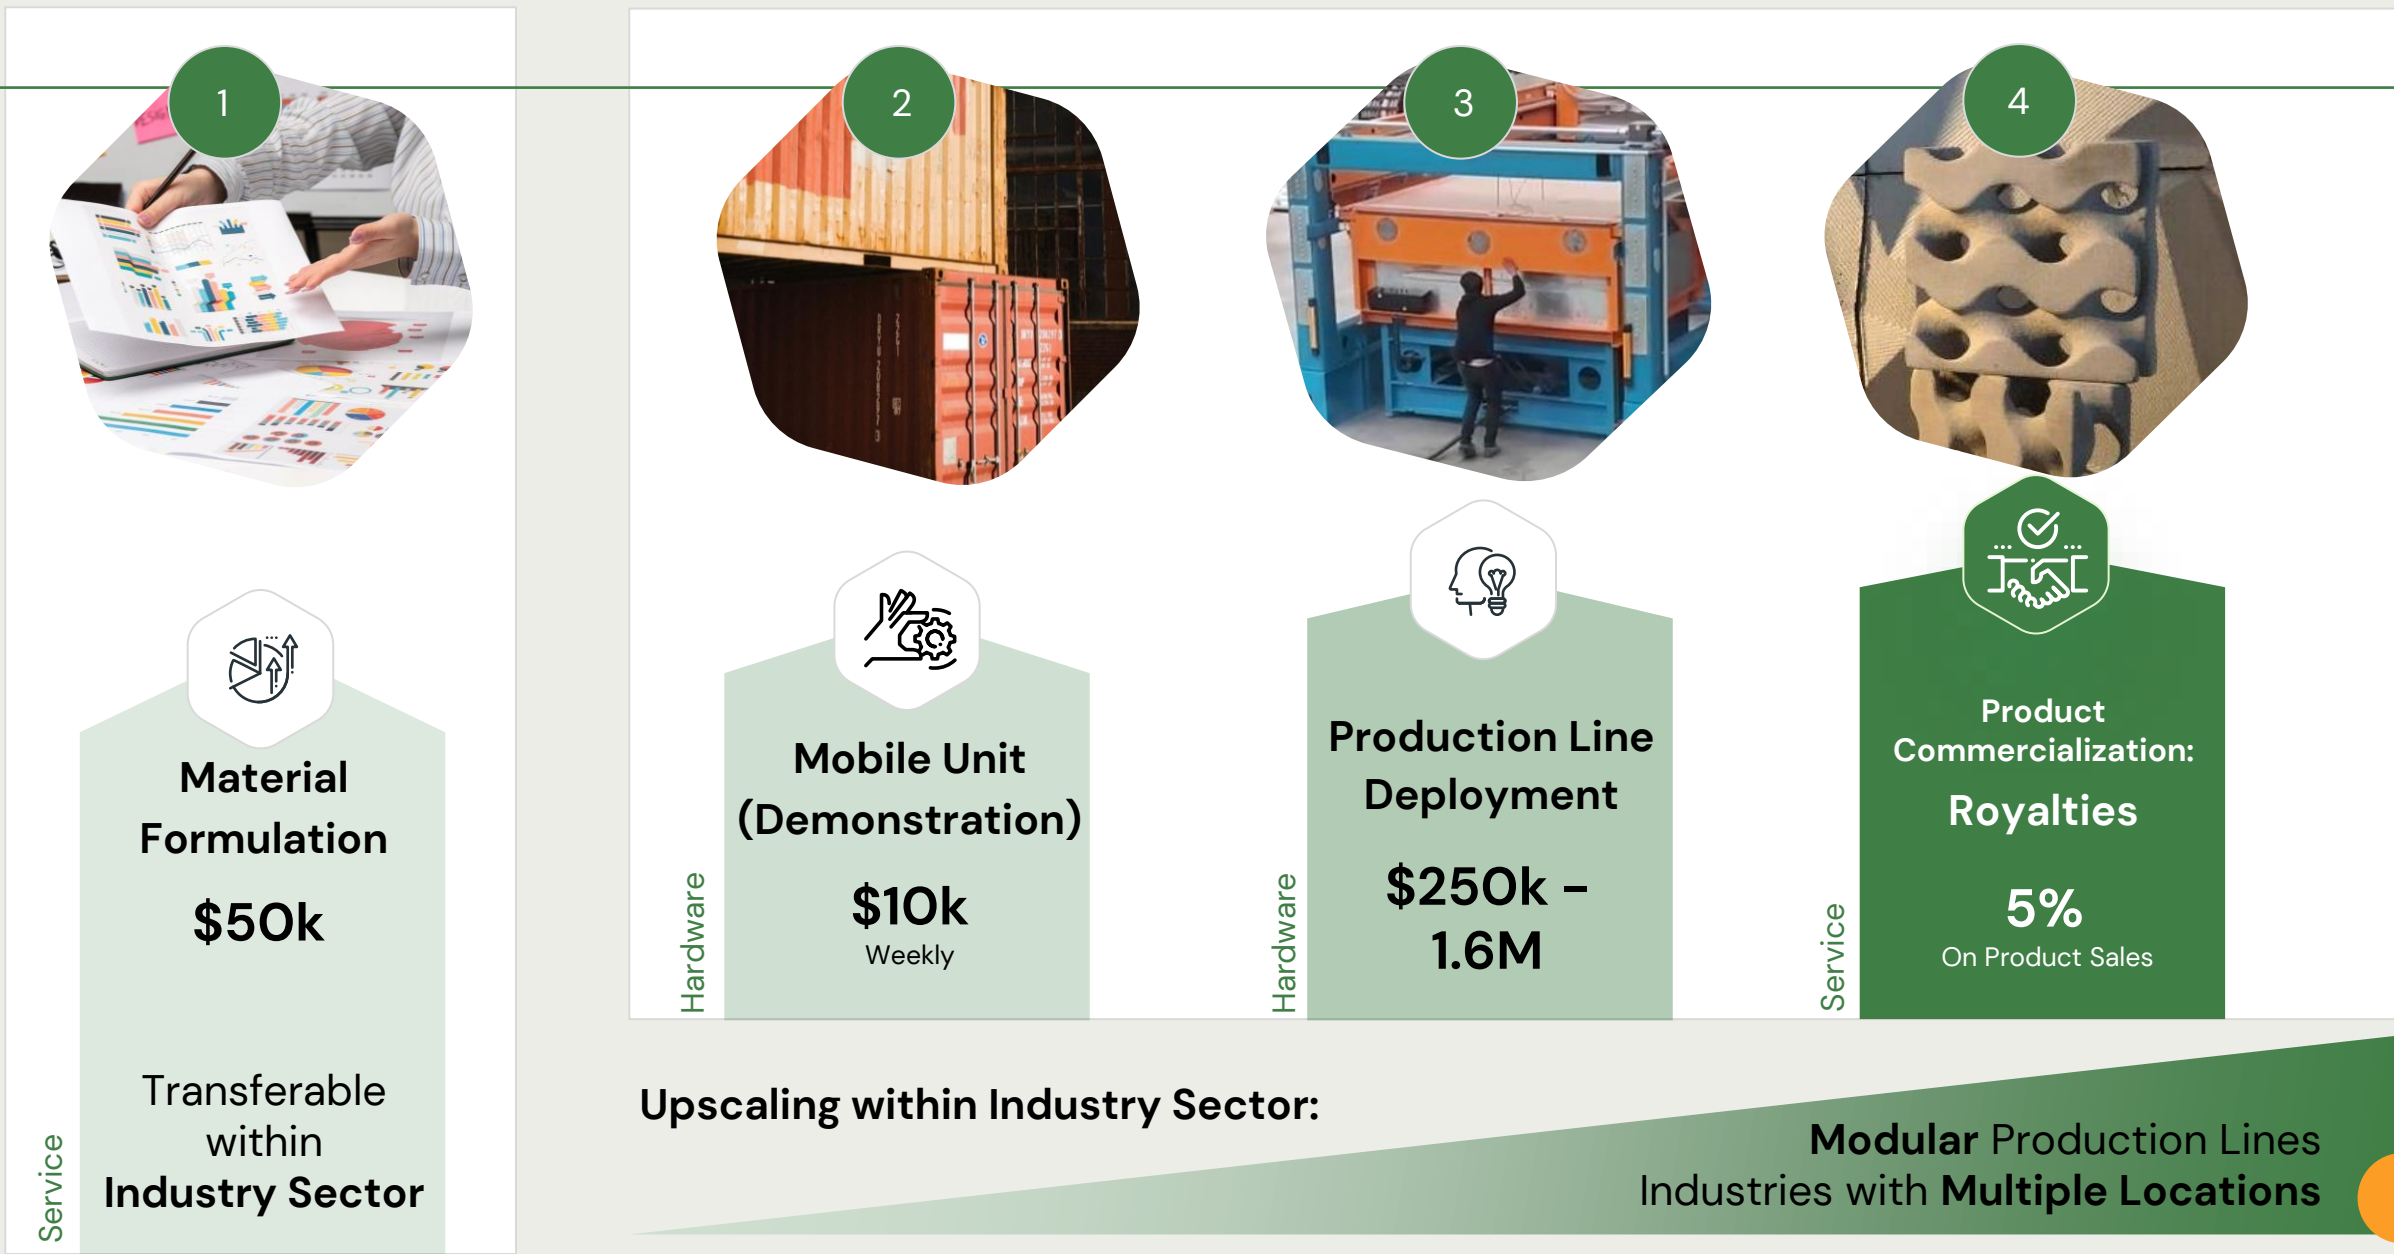 1
Material
Formulation
$50k
Transferable
within
Industry Sector
Service
2
Mobile Unit
(Demonstration)
$10k
Weekly
Hardware
3
Production Line
Deployment
$250k –
1.6M
Hardware
4
Product
Commercialization:
Royalties
5%
On Product Sales
Service
Upscaling within Industry Sector:
Modular Production Lines
Industries with Multiple Locations